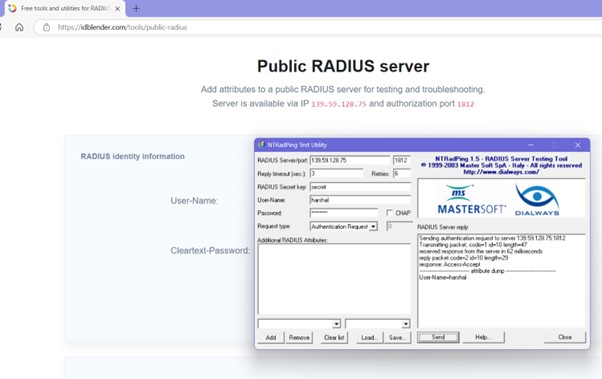 Free tools and utilities for RADIUS
https://idblender.com/tools/public-radius
Public RADIUS server
Add attributes to a public RADIUS server for testing and troubleshooting.
Server is available via IP 139.59.128.75 and authorization port 1812
RADIUS identity information
User-Name:
Cleartext-Password:
NTRadPing Test Utility
RADIUS Server/port: 139.59.128.75 1812
Reply timeout (sec.): 3 Retries: 6
RADIUS Secret key: secret
User-Name: harshal
Password: ******** CHAP
Request type: Authentication Request 0
Additional RADIUS Attributes:
Add Remove Clear list Load... Save...
NTRadPing 1.5 - RADIUS Server Testing Tool
© 1999-2003 Master Soft SpA - Italy - All rights reserved
http://www.dialways.com/
ms
MASTERSOFT DIALWAYS
RADIUS Server reply:
Sending authentication request to server 139.59.128.75:1812
Transmitting packet, code=1 id=10 length=47
received response from the server in 62 milliseconds
reply packet code=2 id=10 length=29
response: Access-Accept
------------------ attribute dump ------------------
User-Name=harshal
Send Help... Close